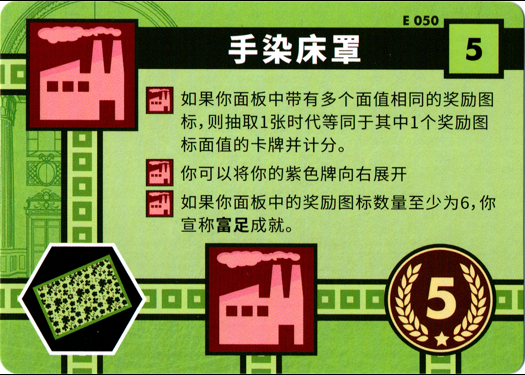 E 050
手染床罩
5
如果你面板中带有多个面值相同的奖励图
标，则抽取1张时代等同于其中1个奖励图
标面值的卡牌并计分。
你可以将你的紫色牌向右展开
如果你面板中的奖励图标数量至少为6，你
宣称富足成就。
5